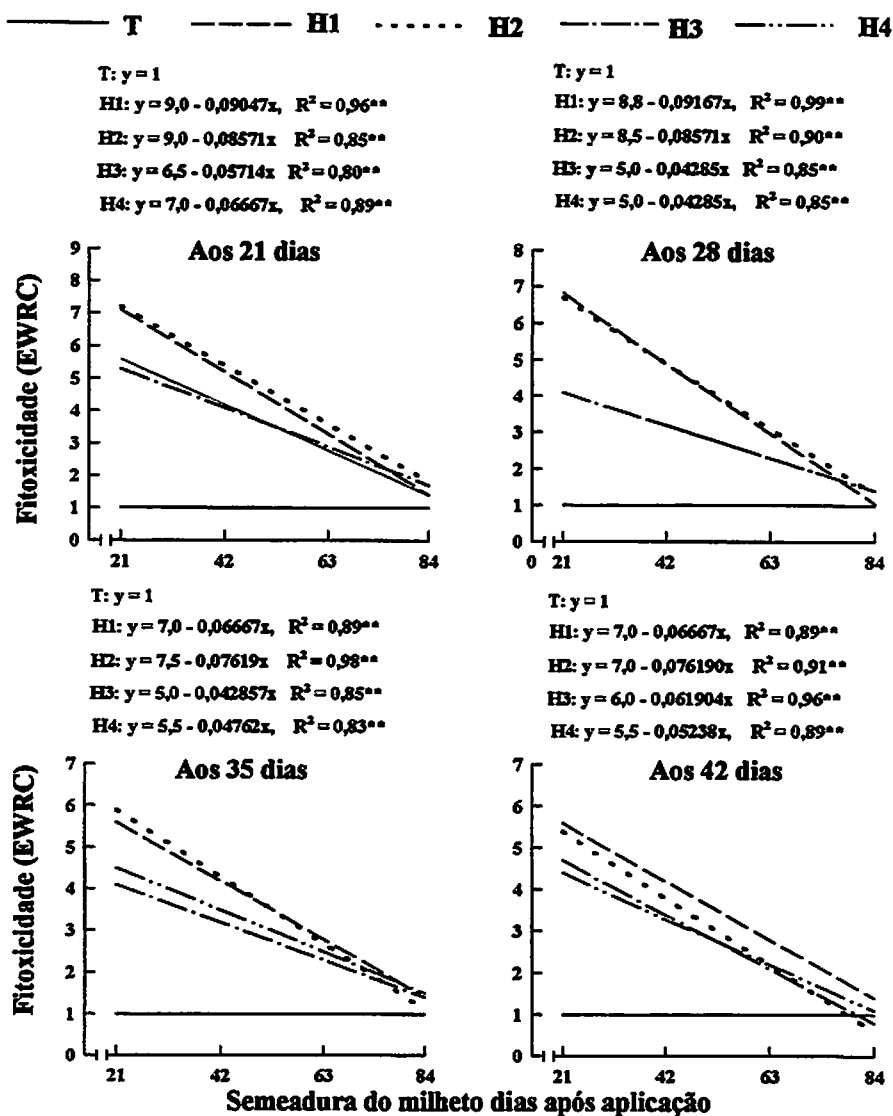 T H1 H2 H3 H4
T: y = 1
H1: y = 9,0 - 0,09047x, R² = 0,96**
H2: y = 9,0 - 0,08571x R² = 0,85**
H3: y = 6,5 - 0,05714x R² = 0,80**
H4: y = 7,0 - 0,06667x, R² = 0,89**
T: y = 1
H1: y = 8,8 - 0,09167x, R² = 0,99**
H2: y = 8,5 - 0,08571x R² = 0,90**
H3: y = 5,0 - 0,04285x R² = 0,85**
H4: y = 5,0 - 0,04285x, R² = 0,85**
Aos 21 dias
Fitoxicidade (EWRC)
9
8
7
6
5
4
3
2
1
0
21 42 63 84
Aos 28 dias
8
7
6
5
4
3
2
1
0
0 21 42 63 84
T: y = 1
H1: y = 7,0 - 0,06667x, R² = 0,89**
H2: y = 7,5 - 0,07619x R² = 0,98**
H3: y = 5,0 - 0,042857x R² = 0,85**
H4: y = 5,5 - 0,04762x, R² = 0,83**
T: y = 1
H1: y = 7,0 - 0,06667x, R² = 0,89**
H2: y = 7,0 - 0,076190x R² = 0,91**
H3: y = 6,0 - 0,061904x R² = 0,96**
H4: y = 5,5 - 0,05238x, R² = 0,89**
Aos 35 dias
Fitoxicidade (EWRC)
7
6
5
4
3
2
1
0
21 42 63 84
Aos 42 dias
7
6
5
4
3
2
1
0
21 42 63 84
Semeadura do milheto dias após aplicação